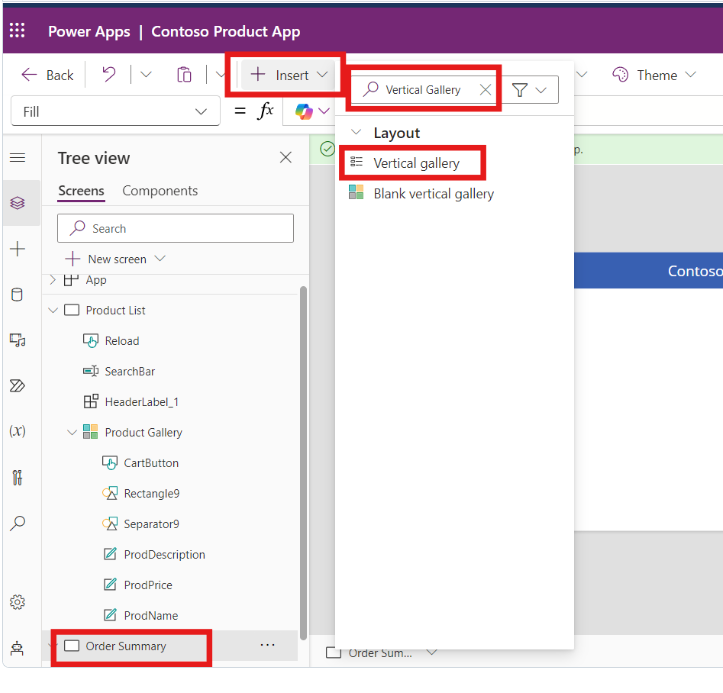 Power Apps | Contoso Product App
Back
Insert
Vertical Gallery
Theme
Fill
= fx
Layout
Vertical gallery
Blank vertical gallery
p.
Tree view
Screens Components
Search
New screen
App
Product List
Reload
SearchBar
HeaderLabel_1
Product Gallery
CartButton
Rectangle9
Separator9
ProdDescription
ProdPrice
ProdName
Order Summary ...
(x)
Contoso
Order Sum...